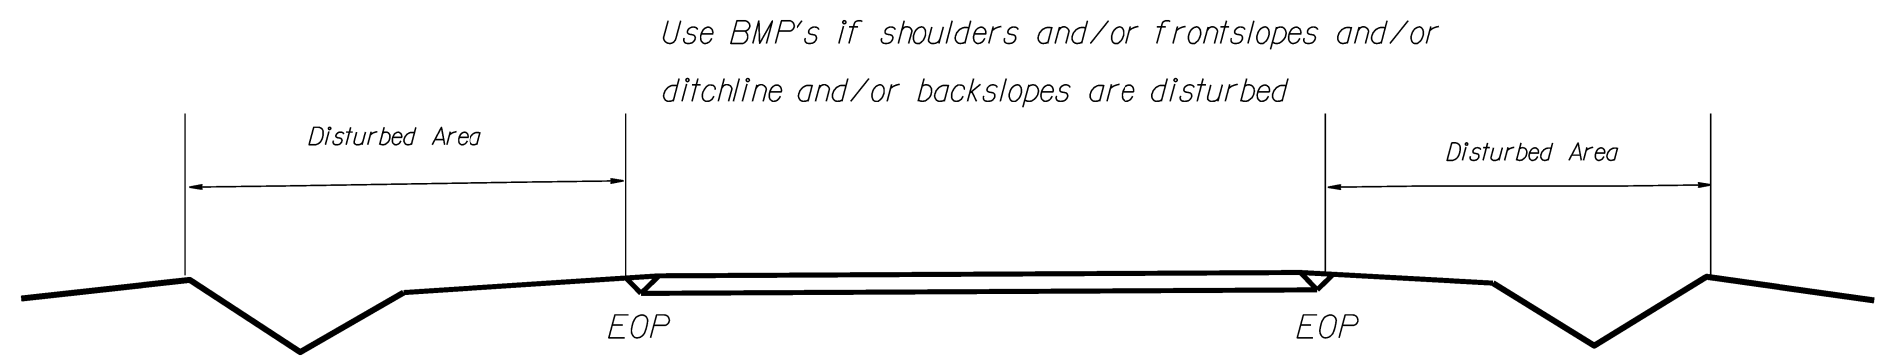 Use BMP's if shoulders and/or frontslopes and/or
ditchline and/or backslopes are disturbed
Disturbed Area
Disturbed Area
EOP
EOP